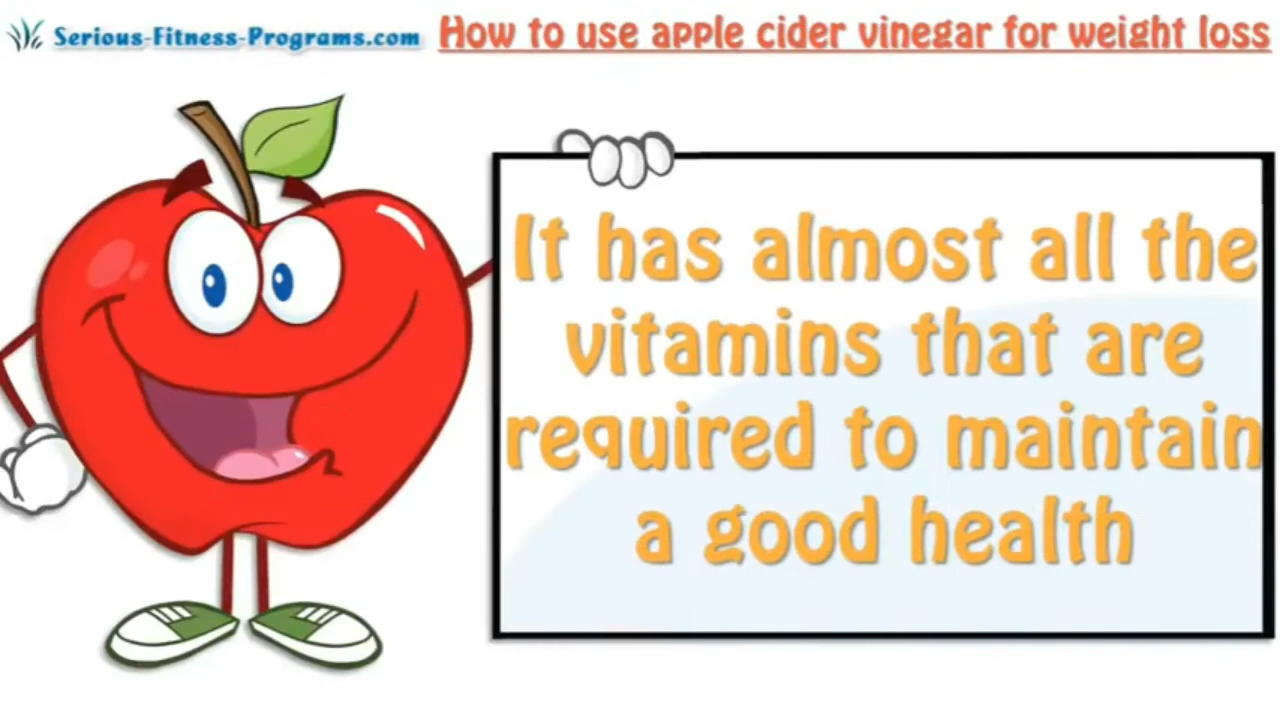 Serious-Fitness-Programs.com
How to use apple cider vinegar for weight loss
It has almost all the
vitamins that are
required to maintain
a good health